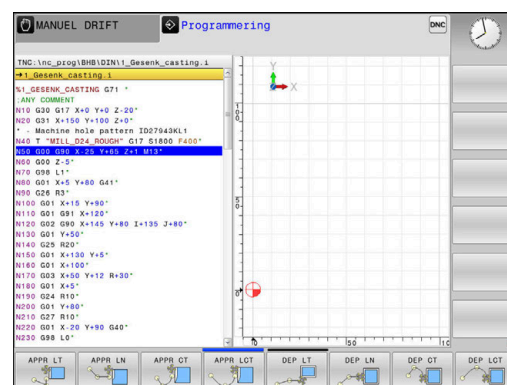 MANUEL DRIFT
Programmering
DNC
TNC:\nc_prog\BHB\DIN\1_Gesenk_casting.i
→1_Gesenk_casting.i
%1_GESENK_CASTING G71 *
;ANY COMMENT
N10 G30 G17 X+0 Y+0 Z-20*
N20 G31 X+150 Y+100 Z+0*
* - Machine hole pattern ID27943KL1
N40 T "MILL_D24_ROUGH" G17 S1800 F400*
N50 G00 G90 X-25 Y+65 Z+1 M13*
N60 G00 Z-5*
N70 G98 L1*
N80 G01 X+5 Y+80 G41*
N90 G26 R3*
N100 G01 X+15 Y+90*
N110 G01 G91 X+120*
N120 G02 G90 X+145 Y+80 I+135 J+80*
N130 G01 Y+50*
N140 G25 R20*
N150 G01 X+130 Y+5*
N160 G01 X+100*
N170 G03 X+50 Y+12 R+30*
N180 G01 X+5*
N190 G24 R10*
N200 G01 Y+80*
N210 G27 R10*
N220 G01 X-20 Y+90 G40*
N230 G98 L0*
Y
X
50
APPR LT
APPR LN
APPR CT
APPR LCT
DEP LT
DEP LN
DEP CT
DEP LCT